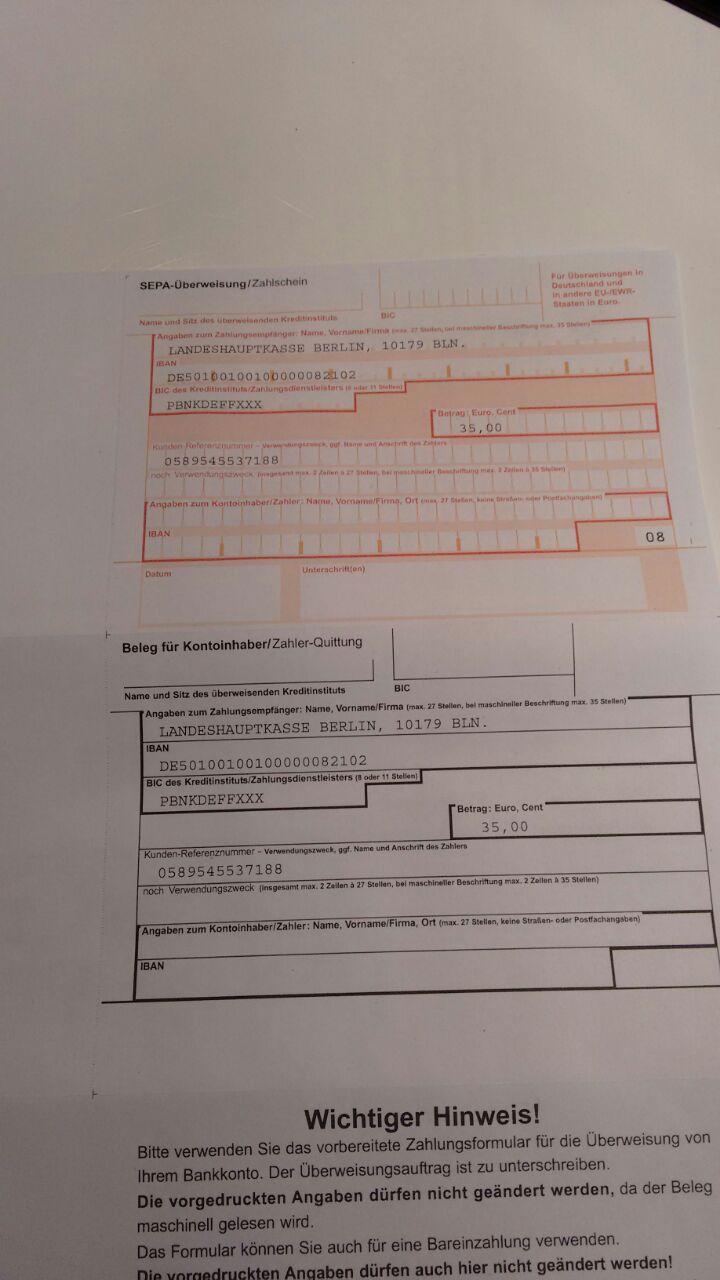 SEPA-Überweisung/Zahlschein
Für Überweisungen in
Deutschland und
in andere EU-/EWR-
Staaten in Euro.
Name und Sitz des überweisenden Kreditinstituts
BIC
Angaben zum Zahlungsempfänger: Name, Vorname/Firma (max. 27 Stellen, bei maschineller Beschriftung max. 35 Stellen)
LANDESHAUPTKASSE BERLIN, 10179 BLN.
IBAN
DE50100100100000082102
BIC des Kreditinstituts/Zahlungsdienstleisters (8 oder 11 Stellen)
PBNKDEFFXXX
Betrag: Euro, Cent
35,00
Kunden-Referenznummer – Verwendungszweck, ggf. Name und Anschrift des Zahlers
0589545537188
noch Verwendungszweck (insgesamt max. 2 Zeilen à 27 Stellen, bei maschineller Beschriftung max. 2 Zeilen à 35 Stellen)
Angaben zum Kontoinhaber/Zahler: Name, Vorname/Firma, Ort (max. 27 Stellen, keine Straßen- oder Postfachangaben)
IBAN
08
Datum
Unterschrift(en)
Beleg für Kontoinhaber/Zahler-Quittung
Name und Sitz des überweisenden Kreditinstituts
BIC
Angaben zum Zahlungsempfänger: Name, Vorname/Firma (max. 27 Stellen, bei maschineller Beschriftung max. 35 Stellen)
LANDESHAUPTKASSE BERLIN, 10179 BLN.
IBAN
DE50100100100000082102
BIC des Kreditinstituts/Zahlungsdienstleisters (8 oder 11 Stellen)
PBNKDEFFXXX
Betrag: Euro, Cent
35,00
Kunden-Referenznummer – Verwendungszweck, ggf. Name und Anschrift des Zahlers
0589545537188
noch Verwendungszweck (insgesamt max. 2 Zeilen à 27 Stellen, bei maschineller Beschriftung max. 2 Zeilen à 35 Stellen)
Angaben zum Kontoinhaber/Zahler: Name, Vorname/Firma, Ort (max. 27 Stellen, keine Straßen- oder Postfachangaben)
IBAN
Wichtiger Hinweis!
Bitte verwenden Sie das vorbereitete Zahlungsformular für die Überweisung von
Ihrem Bankkonto. Der Überweisungsauftrag ist zu unterschreiben.
Die vorgedruckten Angaben dürfen nicht geändert werden, da der Beleg
maschinell gelesen wird.
Das Formular können Sie auch für eine Bareinzahlung verwenden.
Die vorgedruckten Angaben dürfen auch hier nicht geändert werden!